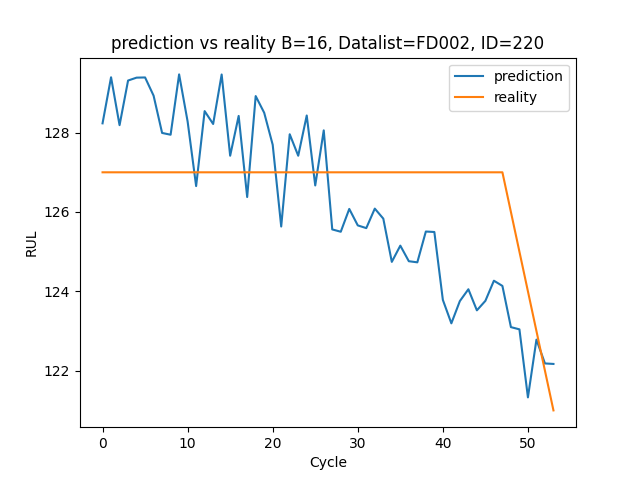 prediction vs reality B=16, Datalist=FD002, ID=220
prediction
reality
128
126
124
122
RUL
0 10 20 30 40 50
Cycle